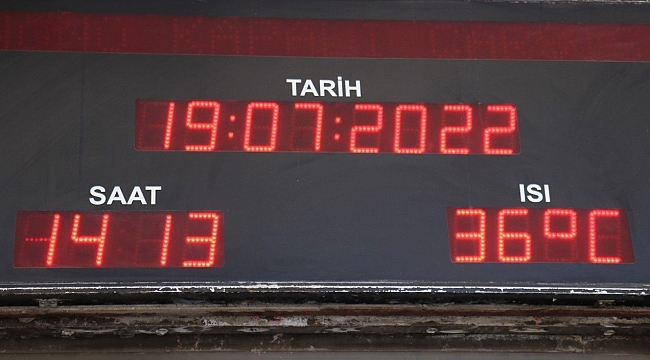 TARİH
19:07:2022
SAAT
14 13
ISI
36°C